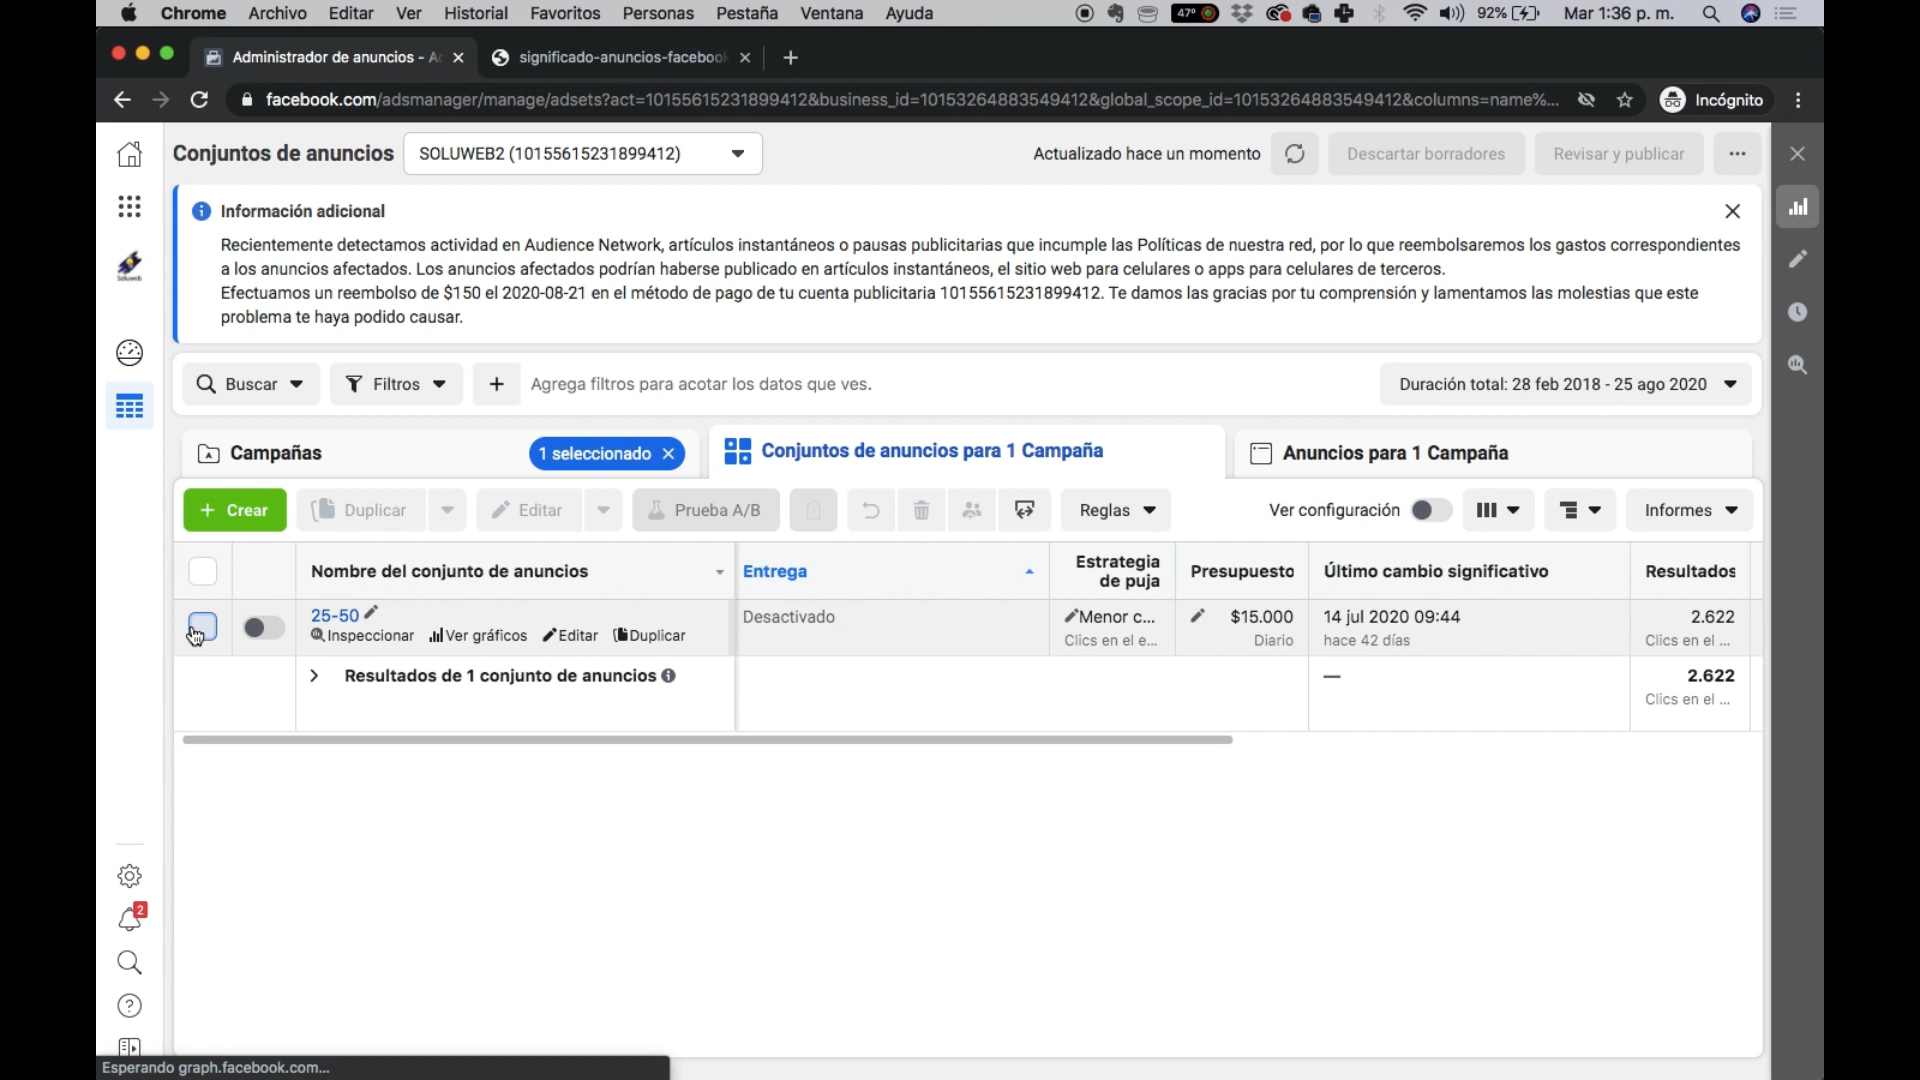 Chrome Archivo Editar Ver Historial Favoritos Personas Pestaña Ventana Ayuda 47° 92% Mar 1:36 p. m.
Administrador de anuncios - A
significado-anuncios-facebook
facebook.com/adsmanager/manage/adsets?act=10155615231899412&business_id=10153264883549412&global_scope_id=10153264883549412&columns=name%... Incógnito
Conjuntos de anuncios SOLUWEB2 (10155615231899412) Actualizado hace un momento Descartar borradores Revisar y publicar ...
Información adicional
Recientemente detectamos actividad en Audience Network, artículos instantáneos o pausas publicitarias que incumple las Políticas de nuestra red, por lo que reembolsaremos los gastos correspondientes
a los anuncios afectados. Los anuncios afectados podrían haberse publicado en artículos instantáneos, el sitio web para celulares o apps para celulares de terceros.
Efectuamos un reembolso de $150 el 2020-08-21 en el método de pago de tu cuenta publicitaria 10155615231899412. Te damos las gracias por tu comprensión y lamentamos las molestias que este
problema te haya podido causar.
Soluweb
Buscar Filtros + Agrega filtros para acotar los datos que ves. Duración total: 28 feb 2018 - 25 ago 2020
Campañas 1 seleccionado Conjuntos de anuncios para 1 Campaña Anuncios para 1 Campaña
+ Crear Duplicar Editar Prueba A/B Reglas Ver configuración Informes
Nombre del conjunto de anuncios Entrega Estrategia de puja Presupuesto Último cambio significativo Resultados
25-50 Desactivado Menor c... $15.000 14 jul 2020 09:44 2.622
Inspeccionar Ver gráficos Editar Duplicar Clics en el e... Diario hace 42 días Clics en el ...
Resultados de 1 conjunto de anuncios — 2.622
Clics en el ...
2
Esperando graph.facebook.com...